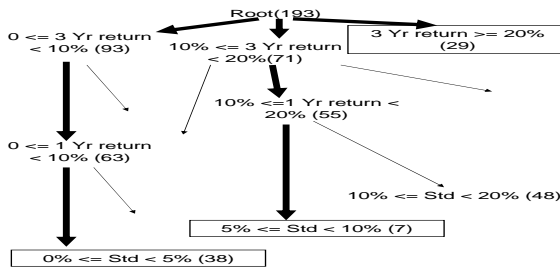 Root(193)
0 <= 3 Yr return
< 10% (93)
10% <= 3 Yr return
< 20%(71)
3 Yr return >= 20%
(29)
10% <=1 Yr return <
20% (55)
0 <= 1 Yr return
< 10% (63)
10% <= Std < 20% (48)
5% <= Std < 10% (7)
0% <= Std < 5% (38)